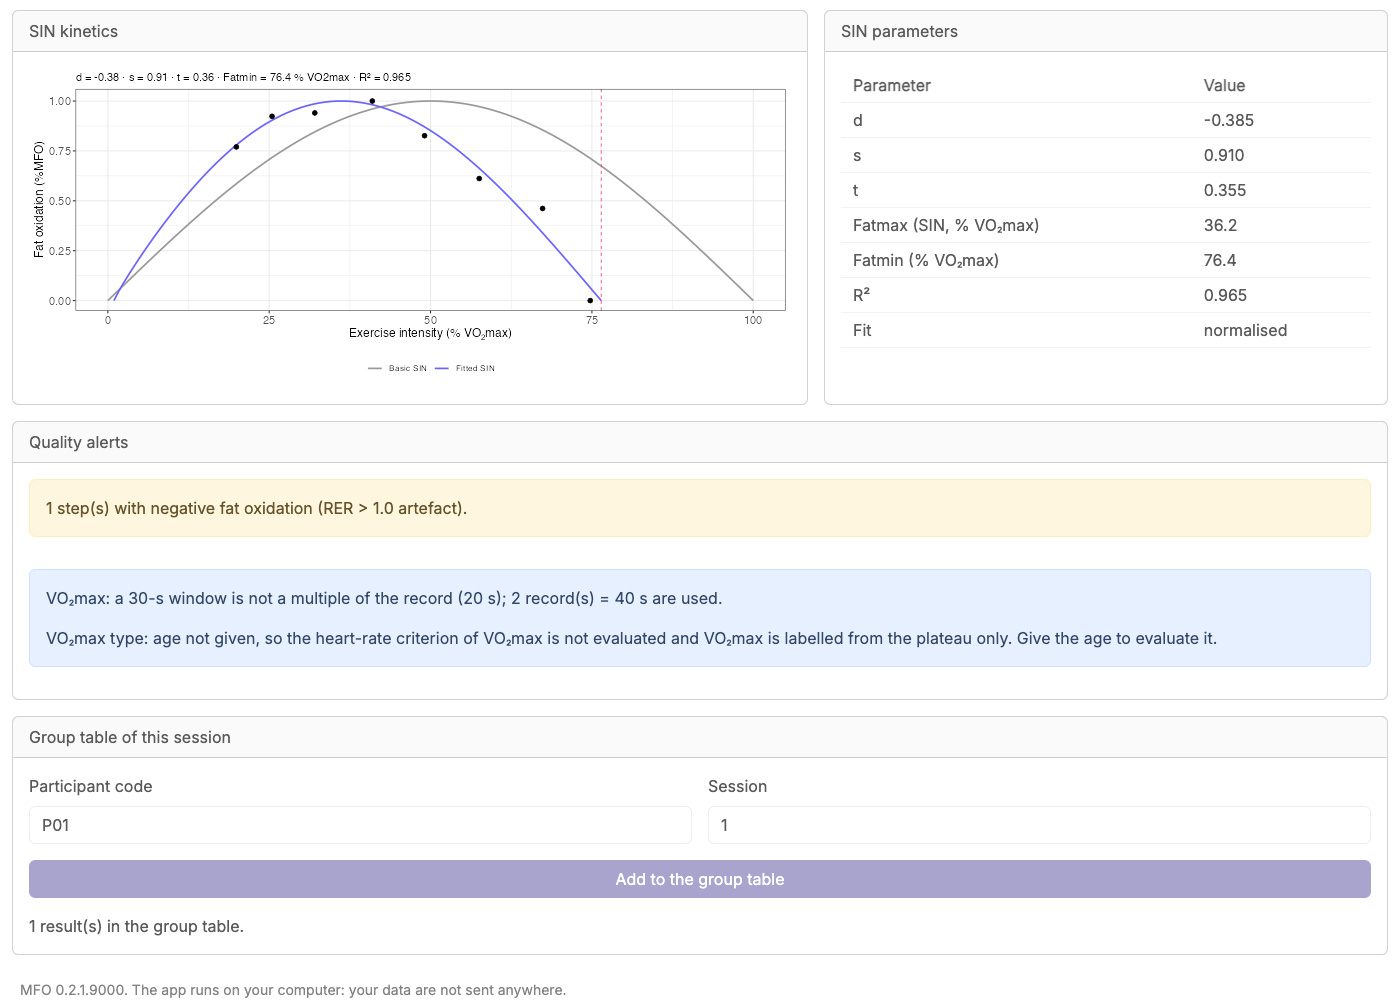 SIN kinetics
d = -0.38 · s = 0.91 · t = 0.36 · Fatmin = 76.4 % VO2max · R² = 0.965
Fat oxidation (%MFO)
1.00
0.75
0.50
0.25
0.00
0
25
50
75
100
Exercise intensity (% VO₂max)
Basic SIN
Fitted SIN
SIN parameters
Parameter Value
d -0.385
s 0.910
t 0.355
Fatmax (SIN, % VO₂max) 36.2
Fatmin (% VO₂max) 76.4
R² 0.965
Fit normalised
Quality alerts
1 step(s) with negative fat oxidation (RER > 1.0 artefact).
VO₂max: a 30-s window is not a multiple of the record (20 s); 2 record(s) = 40 s are used.
VO₂max type: age not given, so the heart-rate criterion of VO₂max is not evaluated and VO₂max is labelled from the plateau only. Give the age to evaluate it.
Group table of this session
Participant code
P01
Session
1
Add to the group table
1 result(s) in the group table.
MFO 0.2.1.9000. The app runs on your computer: your data are not sent anywhere.